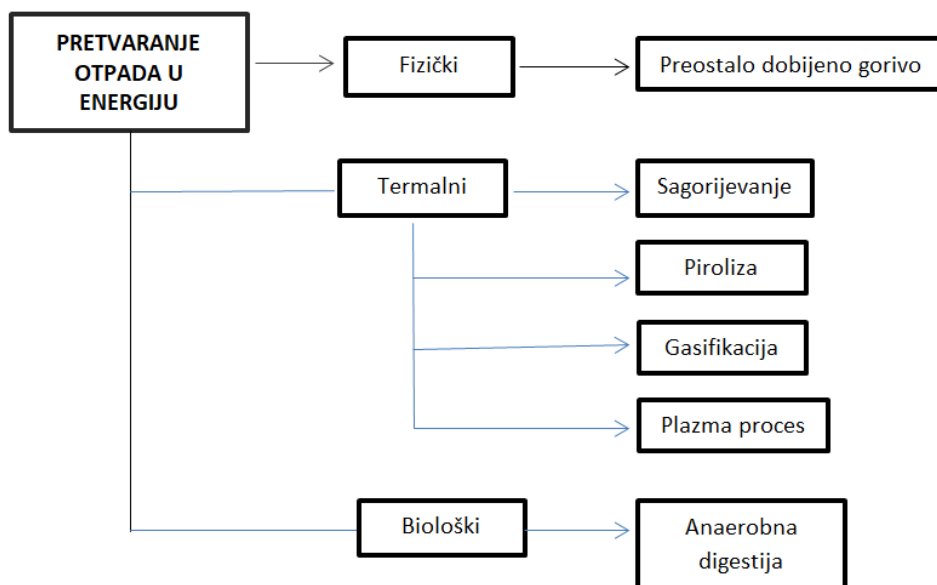 PRETVARANJE
OTPADA U
ENERGIJU
Fizički
Preostalo dobijeno gorivo
Termalni
Sagorijevanje
Piroliza
Gasifikacija
Plazma proces
Biološki
Anaerobna
digestija